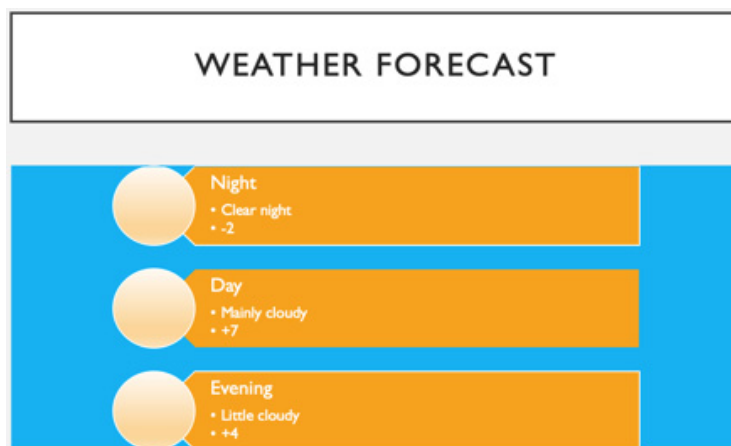 WEATHER FORECAST
Night
• Clear night
• -2
Day
• Mainly cloudy
• +7
Evening
• Little cloudy
• +4